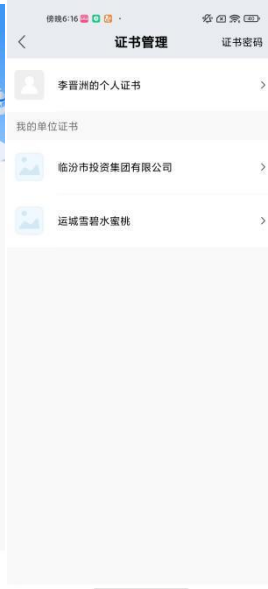 傍晚6:16
证书管理
证书密码
李晋洲的个人证书
我的单位证书
临汾市投资集团有限公司
运城雪碧水蜜桃